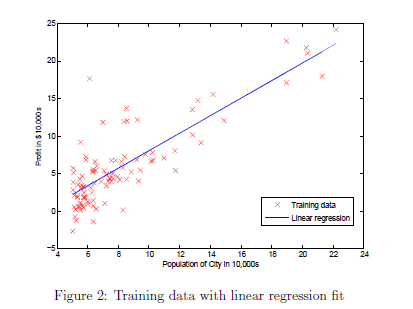 25
20
15
10
5
0
−5
Profit in $10,000s
4 6 8 10 12 14 16 18 20 22 24
Population of City in 10,000s
Training data
Linear regression
Figure 2: Training data with linear regression fit